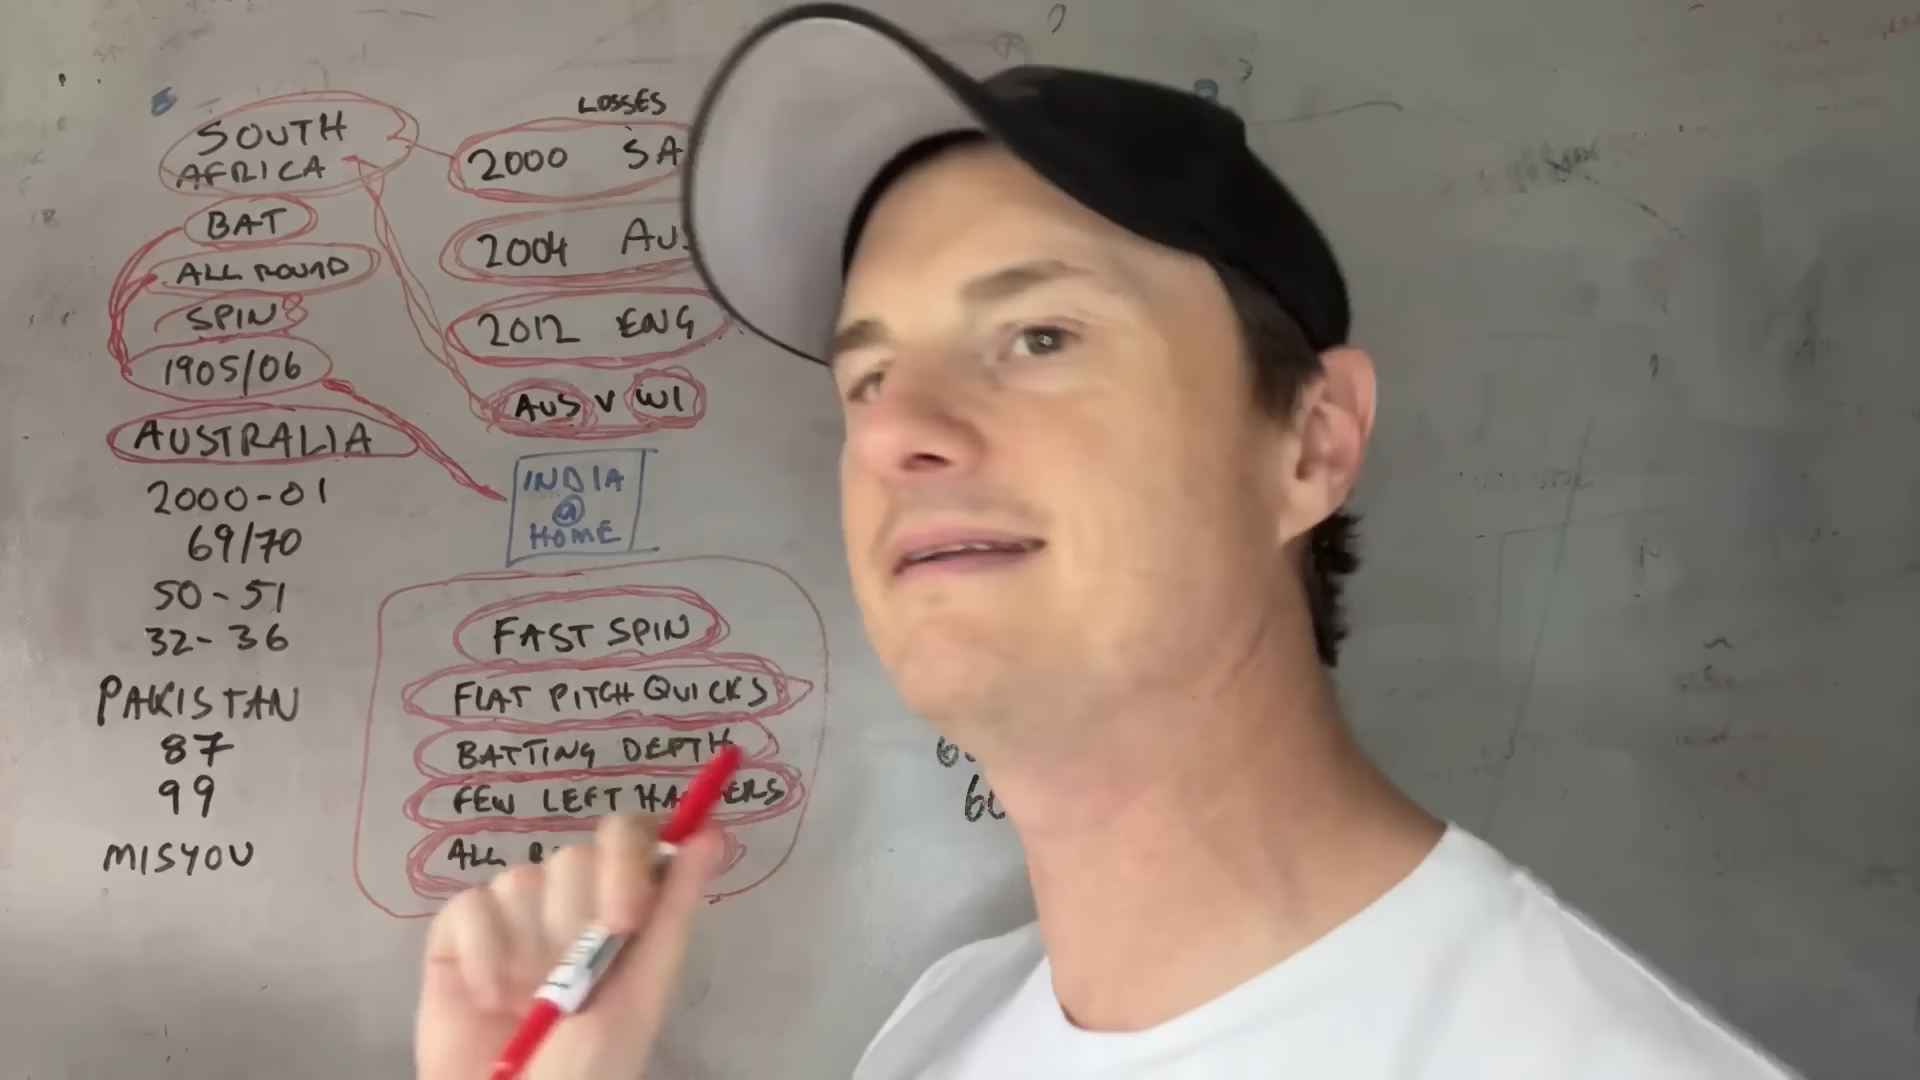 SOUTH
AFRICA
BAT
ALL ROUND
SPIN
1905/06
AUSTRALIA
2000-01
69/70
50-51
32-36
PAKISTAN
87
99
MISYOU
LOSSES
2000 SA
2004 AUS
2012 ENG
AUS V WI
INDIA
@
HOME
FAST SPIN
FLAT PITCH QUICKS
BATTING DEPTH
FEW LEFT HA ERS
ALL